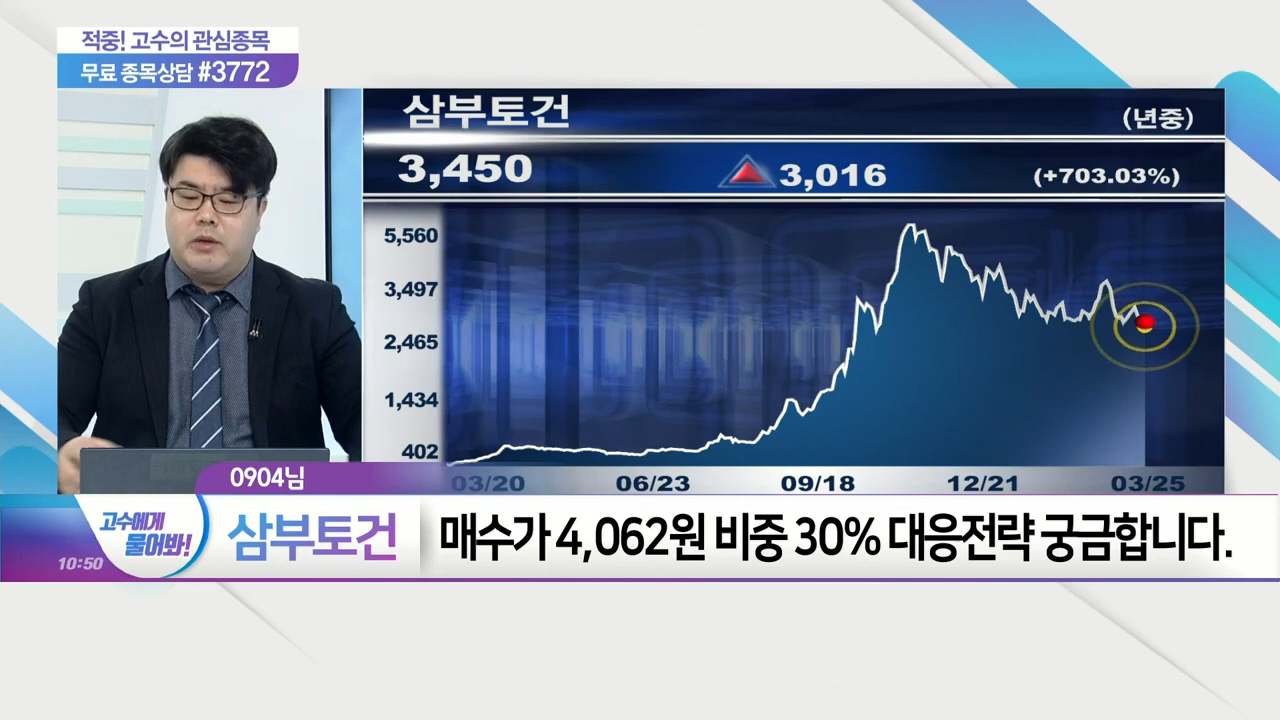 적중! 고수의 관심종목
무료 종목상담 #3772
삼부토건
(년중)
3,450
3,016
(+703.03%)
5,560
3,497
2,465
1,434
402
03/20
06/23
09/18
12/21
03/25
0904님
고수에게
물어봐!
10:50
삼부토건
매수가 4,062원 비중 30% 대응전략 궁금합니다.